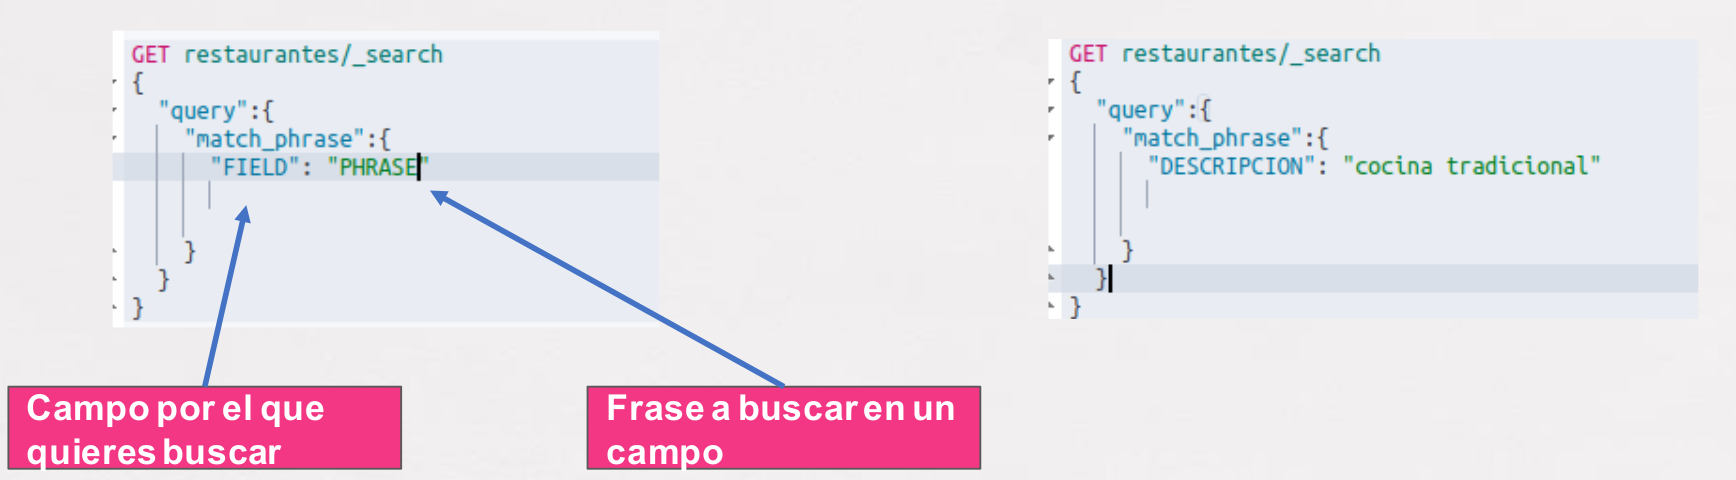 GET restaurantes/_search
{
"query":{
"match_phrase":{
"FIELD": "PHRASE"
}
}
}
Campo por el que
quieres buscar
Frase a buscar en un
campo
GET restaurantes/_search
{
"query":{
"match_phrase":{
"DESCRIPCION": "cocina tradicional"
}
}
}